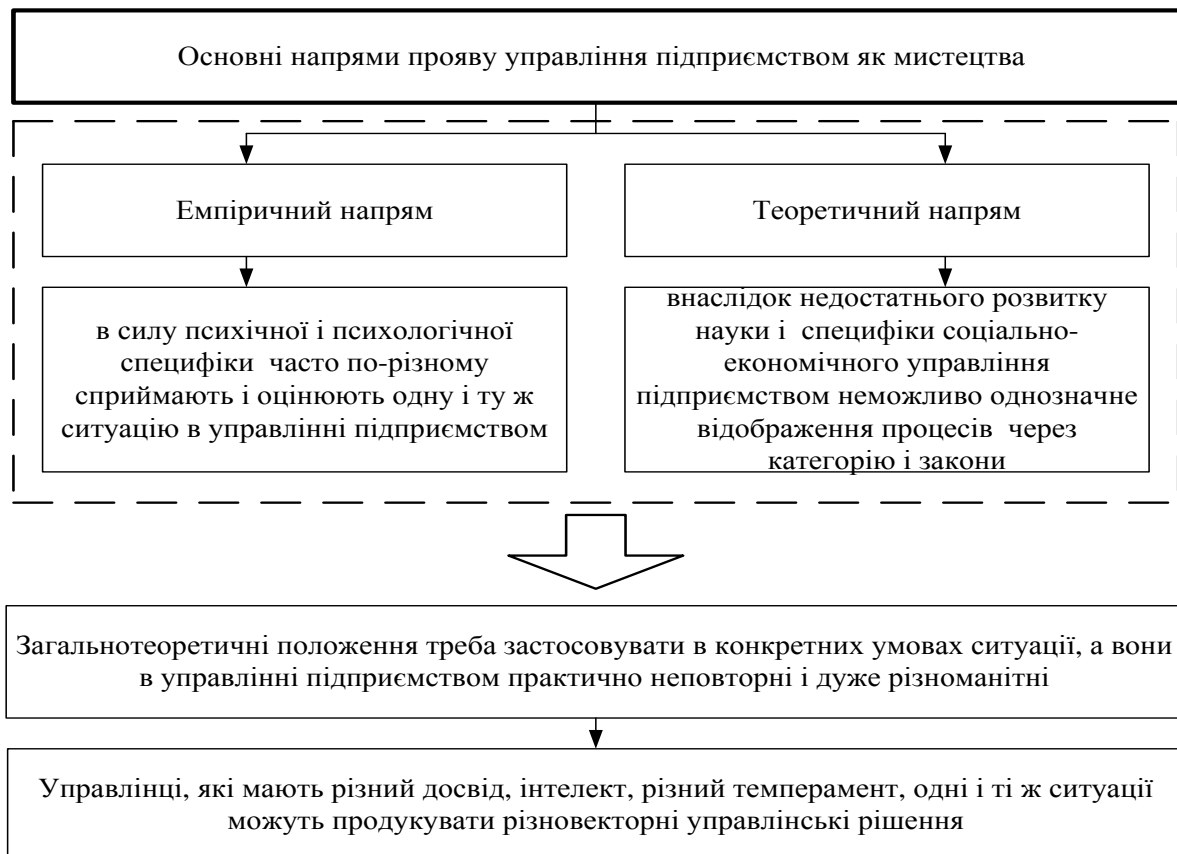 Основні напрями прояву управління підприємством як мистецтва
Емпіричний напрям
Теоретичний напрям
в силу психічної і психологічної
специфіки часто по-різному
сприймають і оцінюють одну і ту ж
ситуацію в управлінні підприємством
внаслідок недостатнього розвитку
науки і специфіки соціально-
економічного управління
підприємством неможливо однозначне
відображення процесів через
категорію і закони
Загальнотеоретичні положення треба застосовувати в конкретних умовах ситуації, а вони
в управлінні підприємством практично неповторні і дуже різноманітні
Управлінці, які мають різний досвід, інтелект, різний темперамент, одні і ті ж ситуації
можуть продукувати різновекторні управлінські рішення